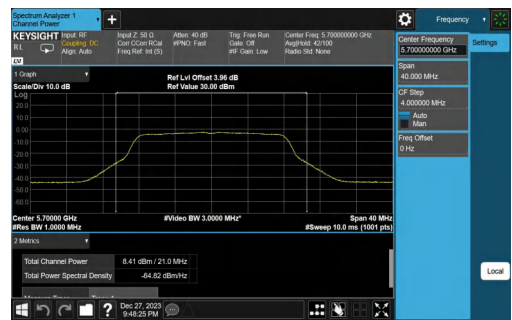 Spectrum Analyzer 1
Channel Power
Frequency
KEYSIGHT
RL
Input: RF
Coupling: DC
Align: Auto
Input Z: 50 Ω
Corr CCorr RCal
Freq Ref: Int (S)
Atten: 40 dB
#PNO: Fast
Trig: Free Run
Gate: Off
#IF Gain: Low
Center Freq: 5.700000000 GHz
Avg|Hold: 42/100
Radio Std: None
LV
1 Graph
Scale/Div 10.0 dB
Ref Lvl Offset 3.96 dB
Ref Value 30.00 dBm
Log
20.0
10.0
0.00
-10.0
-20.0
-30.0
-40.0
-50.0
-60.0
Center 5.70000 GHz
#Res BW 1.0000 MHz
#Video BW 3.0000 MHz*
Span 40 MHz
#Sweep 10.0 ms (1001 pts)
2 Metrics
Total Channel Power 8.41 dBm / 21.0 MHz
Total Power Spectral Density -64.82 dBm/Hz
Dec 27, 2023
9:48:25 PM
Center Frequency
5.700000000 GHz
Span
40.000 MHz
CF Step
4.000000 MHz
Auto
Man
Freq Offset
0 Hz
Settings
Local